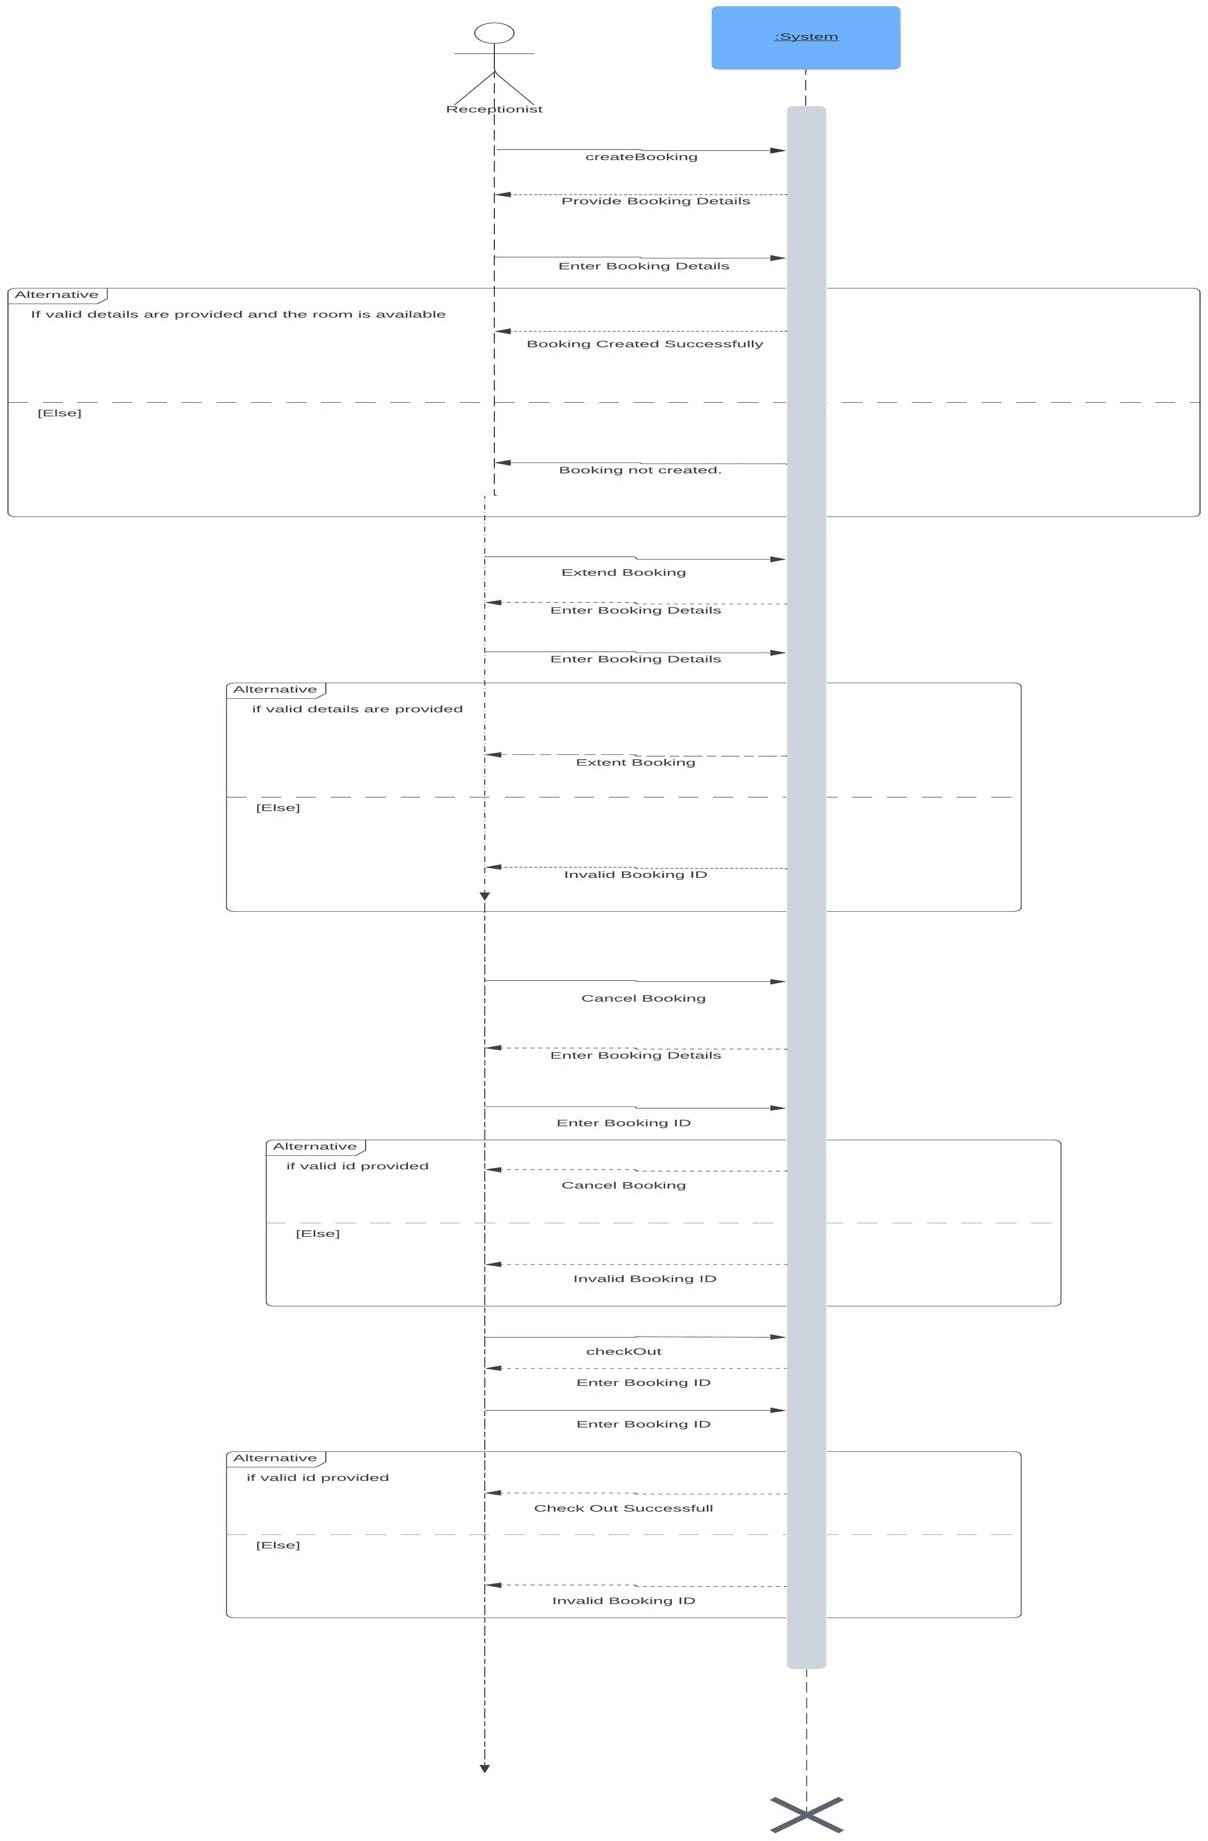 :System
Receptionist
createBooking
Provide Booking Details
Enter Booking Details
Alternative
If valid details are provided and the room is available
Booking Created Successfully
[Else]
Booking not created.
Extend Booking
Enter Booking Details
Enter Booking Details
Alternative
if valid details are provided
Extent Booking
[Else]
Invalid Booking ID
Cancel Booking
Enter Booking Details
Enter Booking ID
Alternative
if valid id provided
Cancel Booking
[Else]
Invalid Booking ID
checkOut
Enter Booking ID
Enter Booking ID
Alternative
if valid id provided
Check Out Successfull
[Else]
Invalid Booking ID